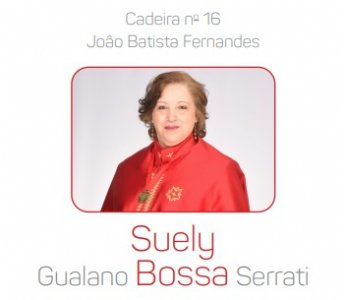 Cadeira nº 16
João Batista Fernandes
Suely
Gualano Bossa Serrati